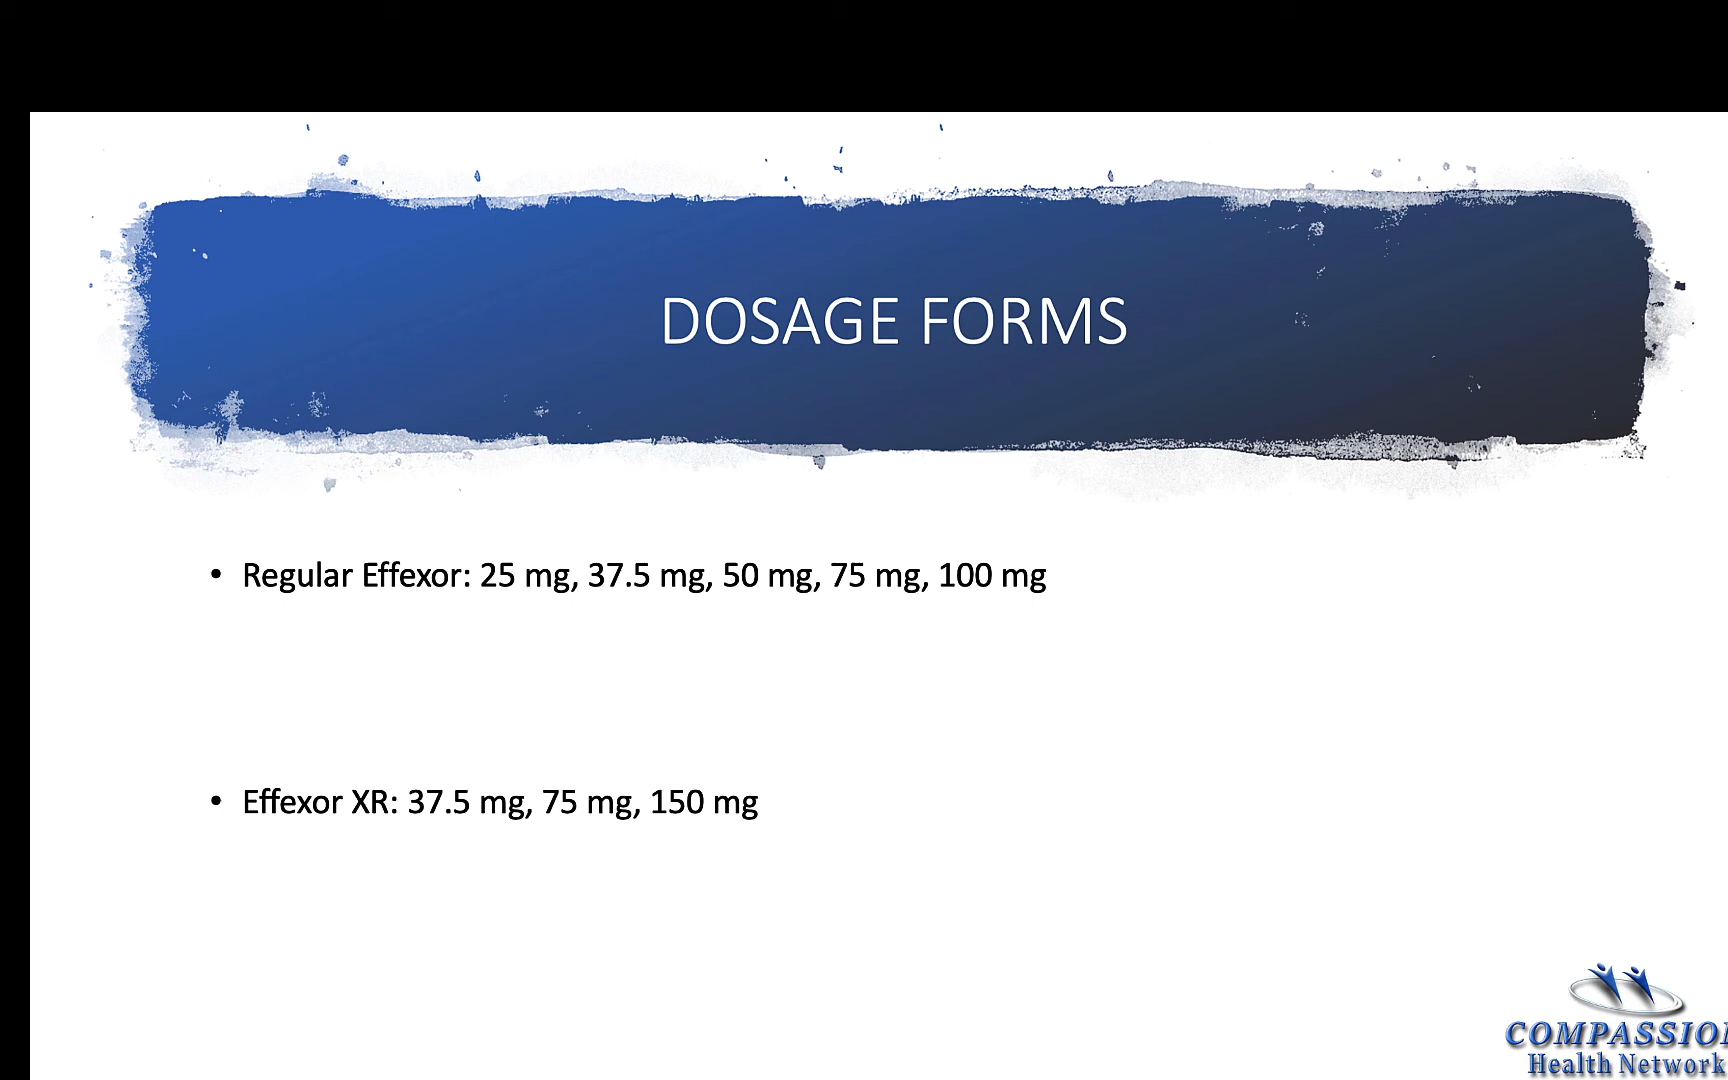 DOSAGE FORMS
• Regular Effexor: 25 mg, 37.5 mg, 50 mg, 75 mg, 100 mg
• Effexor XR: 37.5 mg, 75 mg, 150 mg
COMPASSION
Health Network